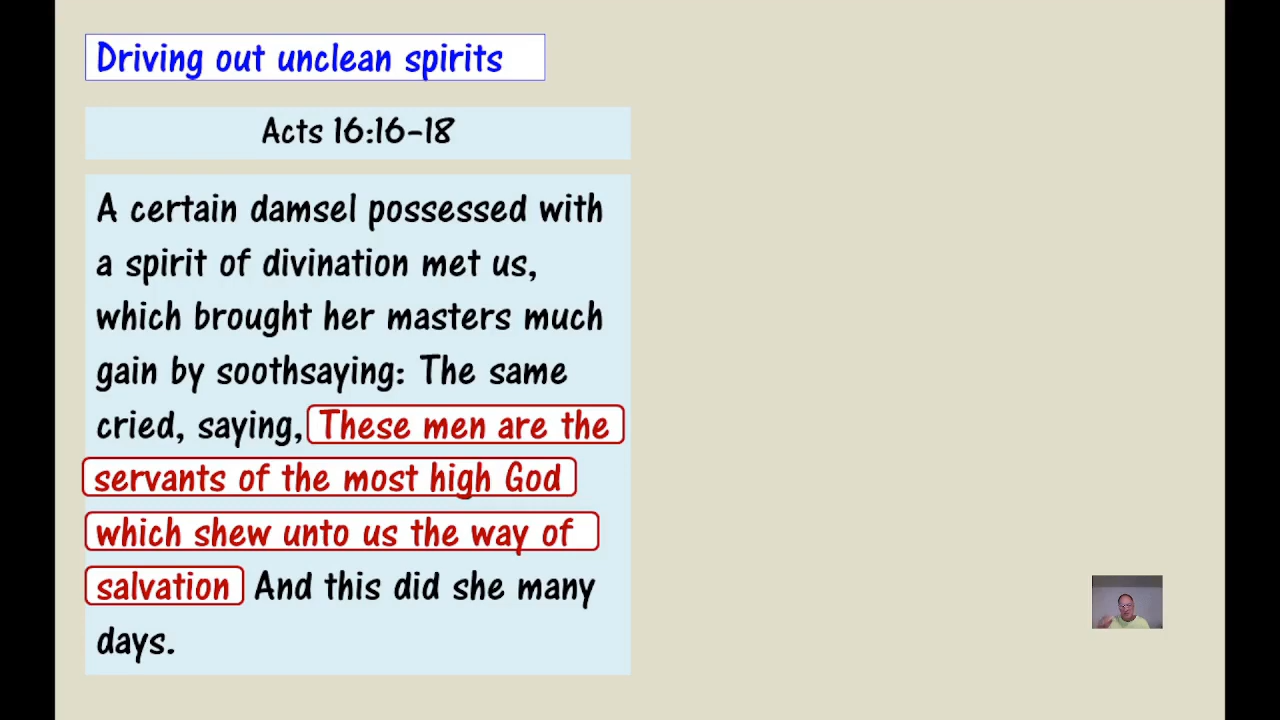 Driving out unclean spirits
Acts 16:16-18
A certain damsel possessed with
a spirit of divination met us,
which brought her masters much
gain by soothsaying: The same
cried, saying, These men are the
servants of the most high God
which shew unto us the way of
salvation And this did she many
days.